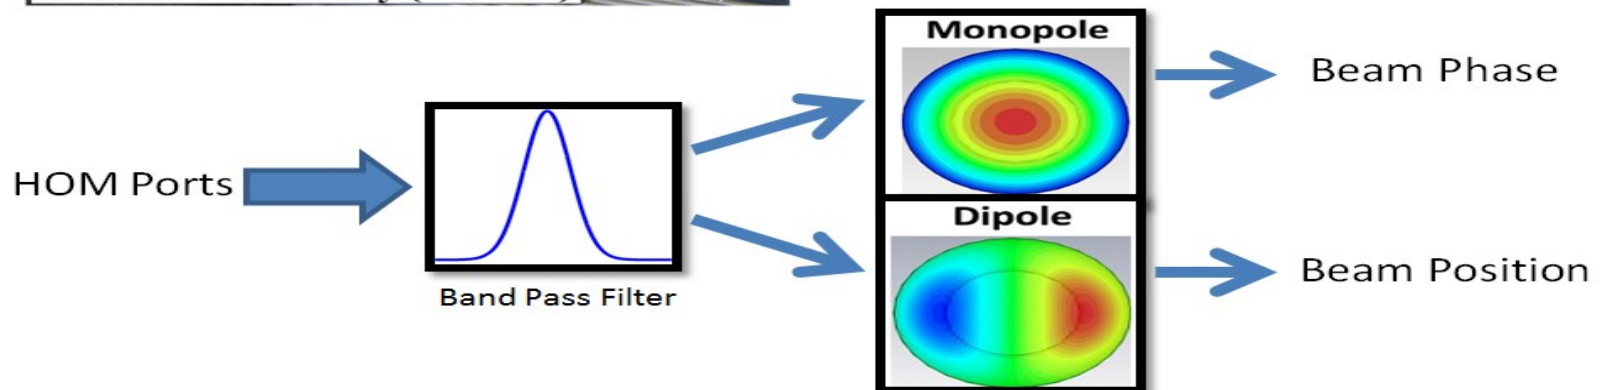 Monopole
Beam Phase
HOM Ports
Band Pass Filter
Dipole
Beam Position